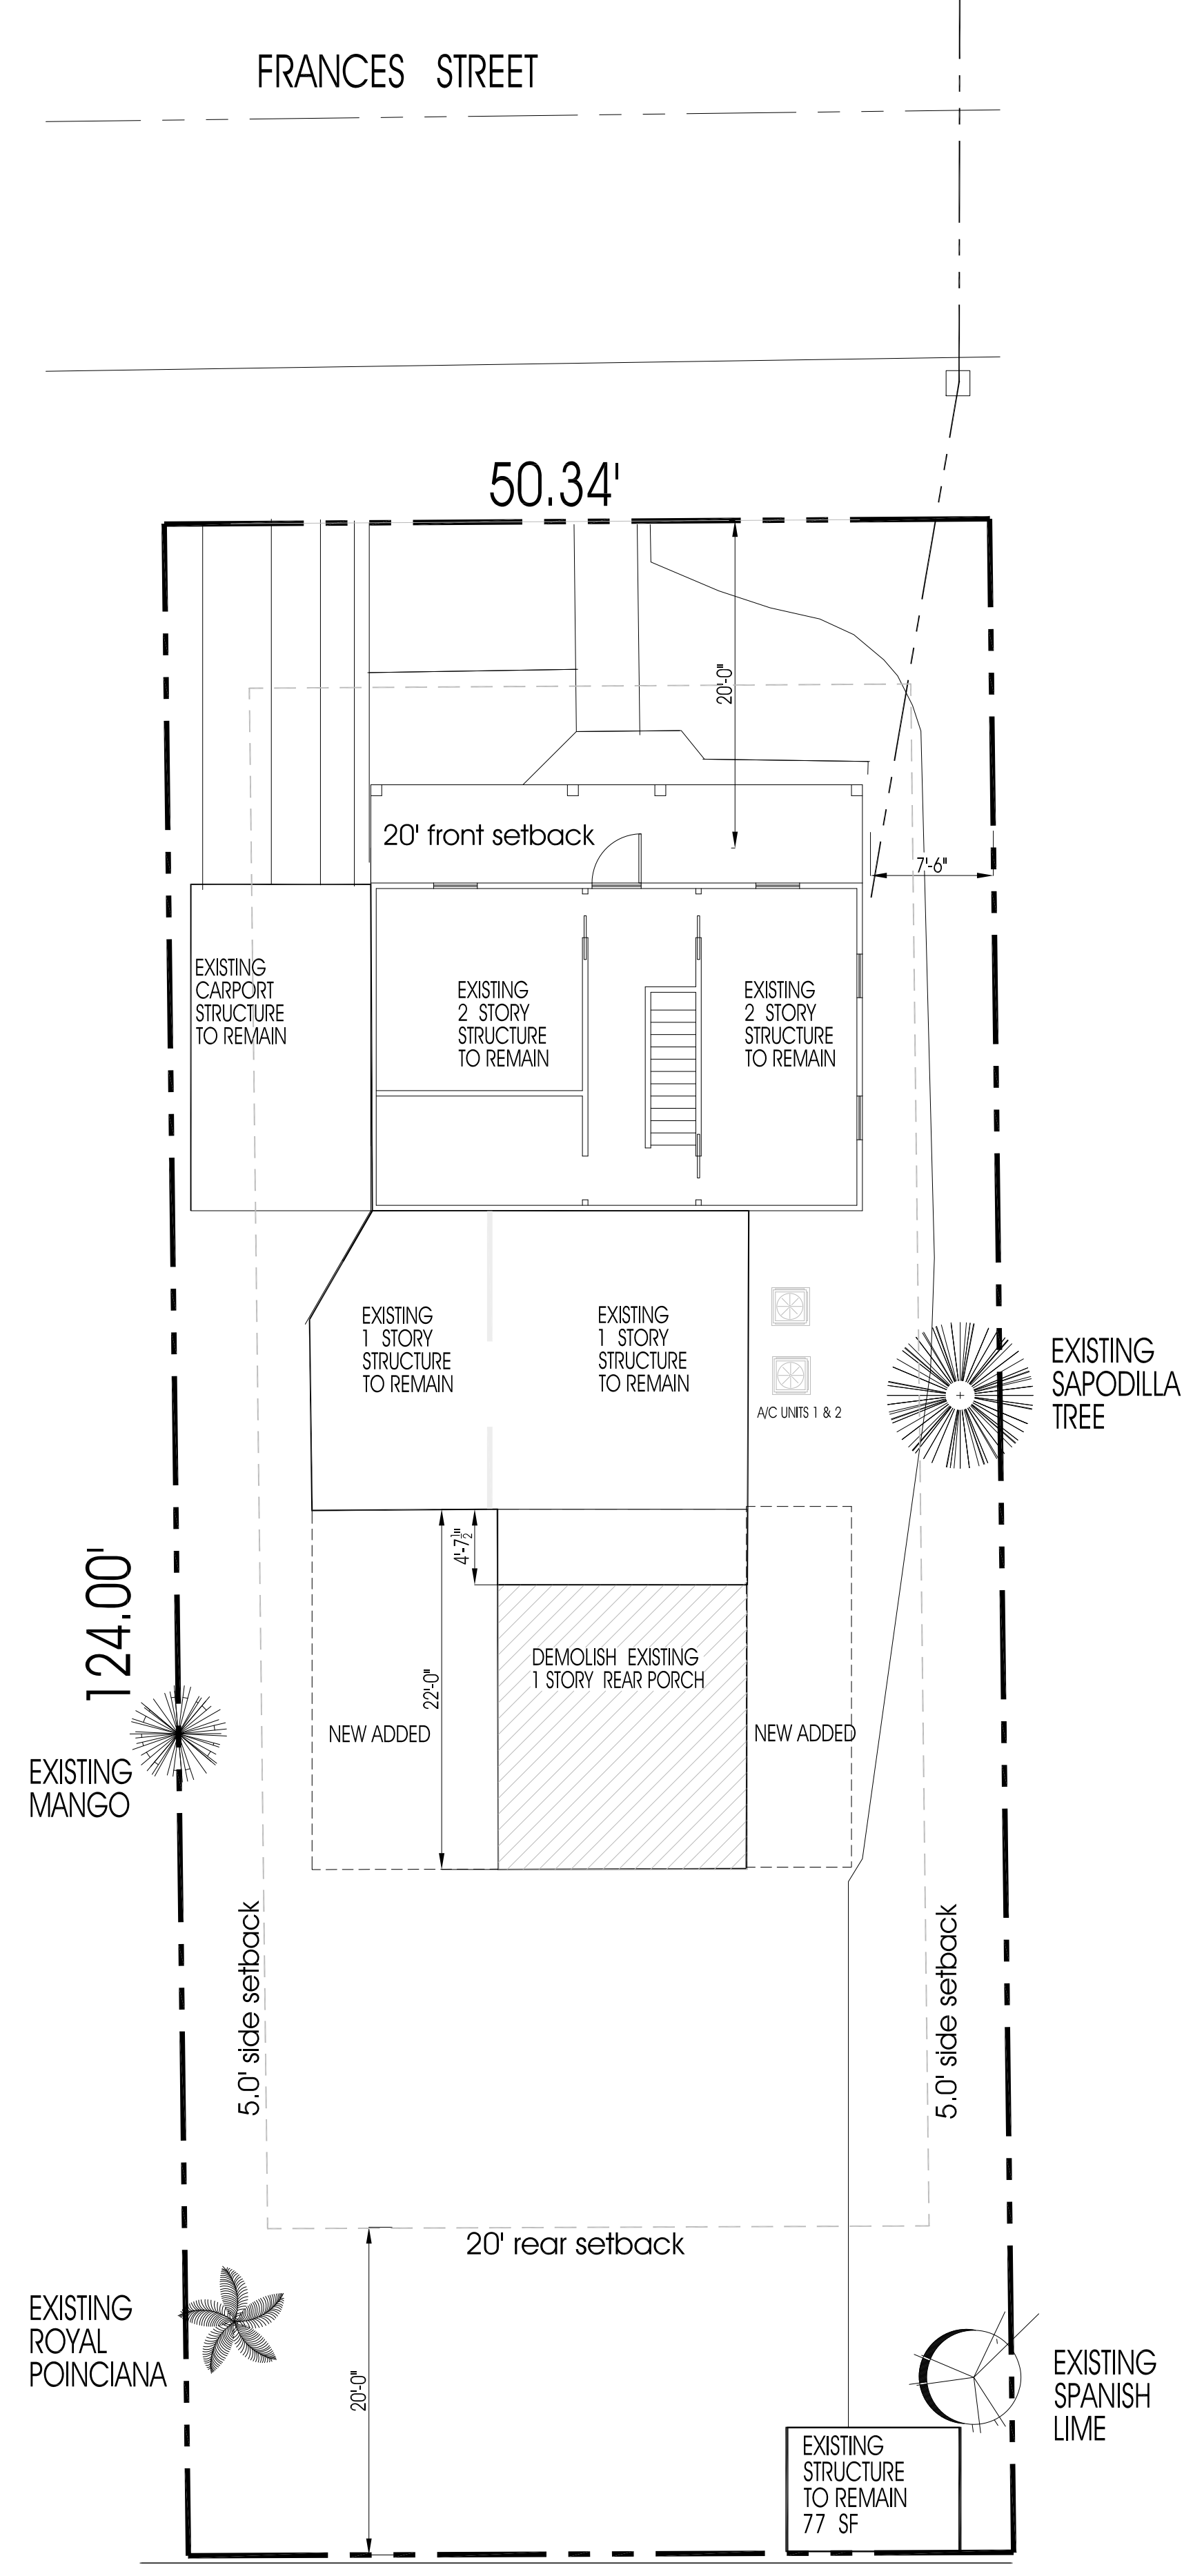 FRANCES STREET
50.34'
20'-0"
20' front setback
7'-6"
EXISTING
CARPORT
STRUCTURE
TO REMAIN
EXISTING
2 STORY
STRUCTURE
TO REMAIN
EXISTING
2 STORY
STRUCTURE
TO REMAIN
EXISTING
1 STORY
STRUCTURE
TO REMAIN
EXISTING
1 STORY
STRUCTURE
TO REMAIN
A/C UNITS 1 & 2
EXISTING
SAPODILLA
TREE
124.00'
4'-7½"
22'-0"
DEMOLISH EXISTING
1 STORY REAR PORCH
NEW ADDED
NEW ADDED
EXISTING
MANGO
5.0' side setback
5.0' side setback
20' rear setback
EXISTING
ROYAL
POINCIANA
20'-0"
EXISTING
SPANISH
LIME
EXISTING
STRUCTURE
TO REMAIN
77 SF